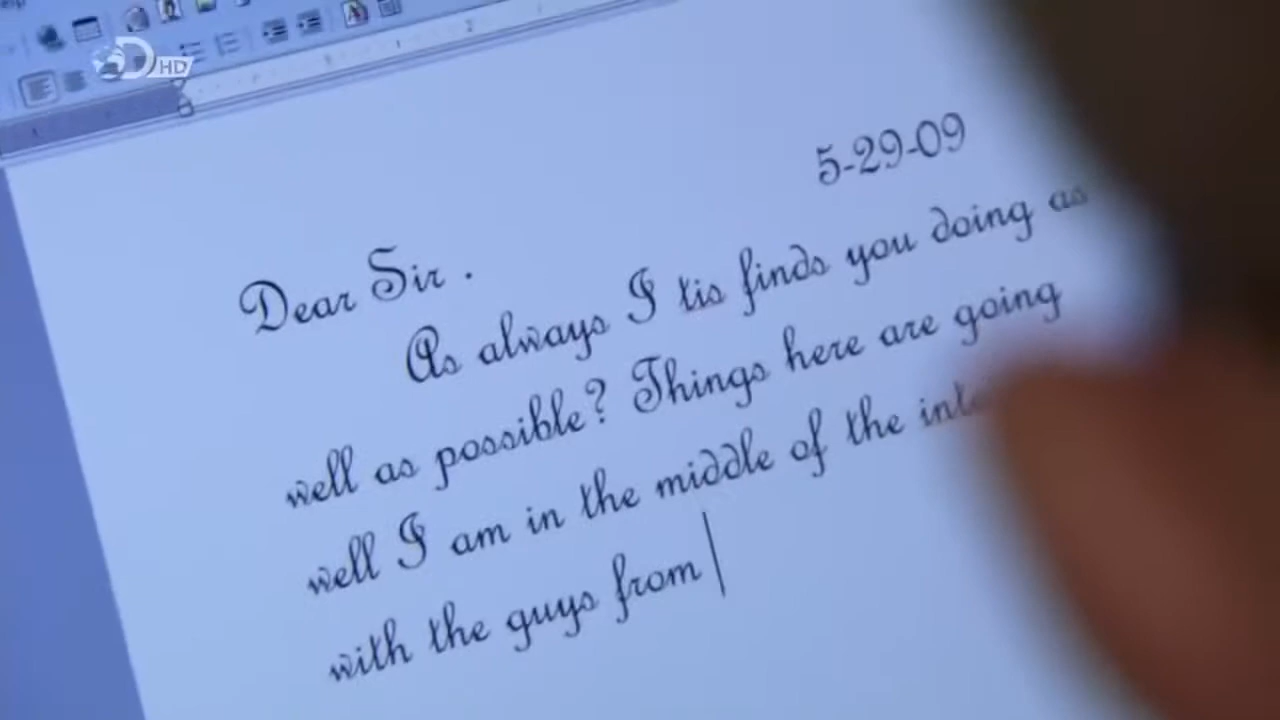 HD
5-29-09
Dear Sir .
As always I tis finds you doing as
well as possible? Things here are going
well I am in the middle of the
with the guys from